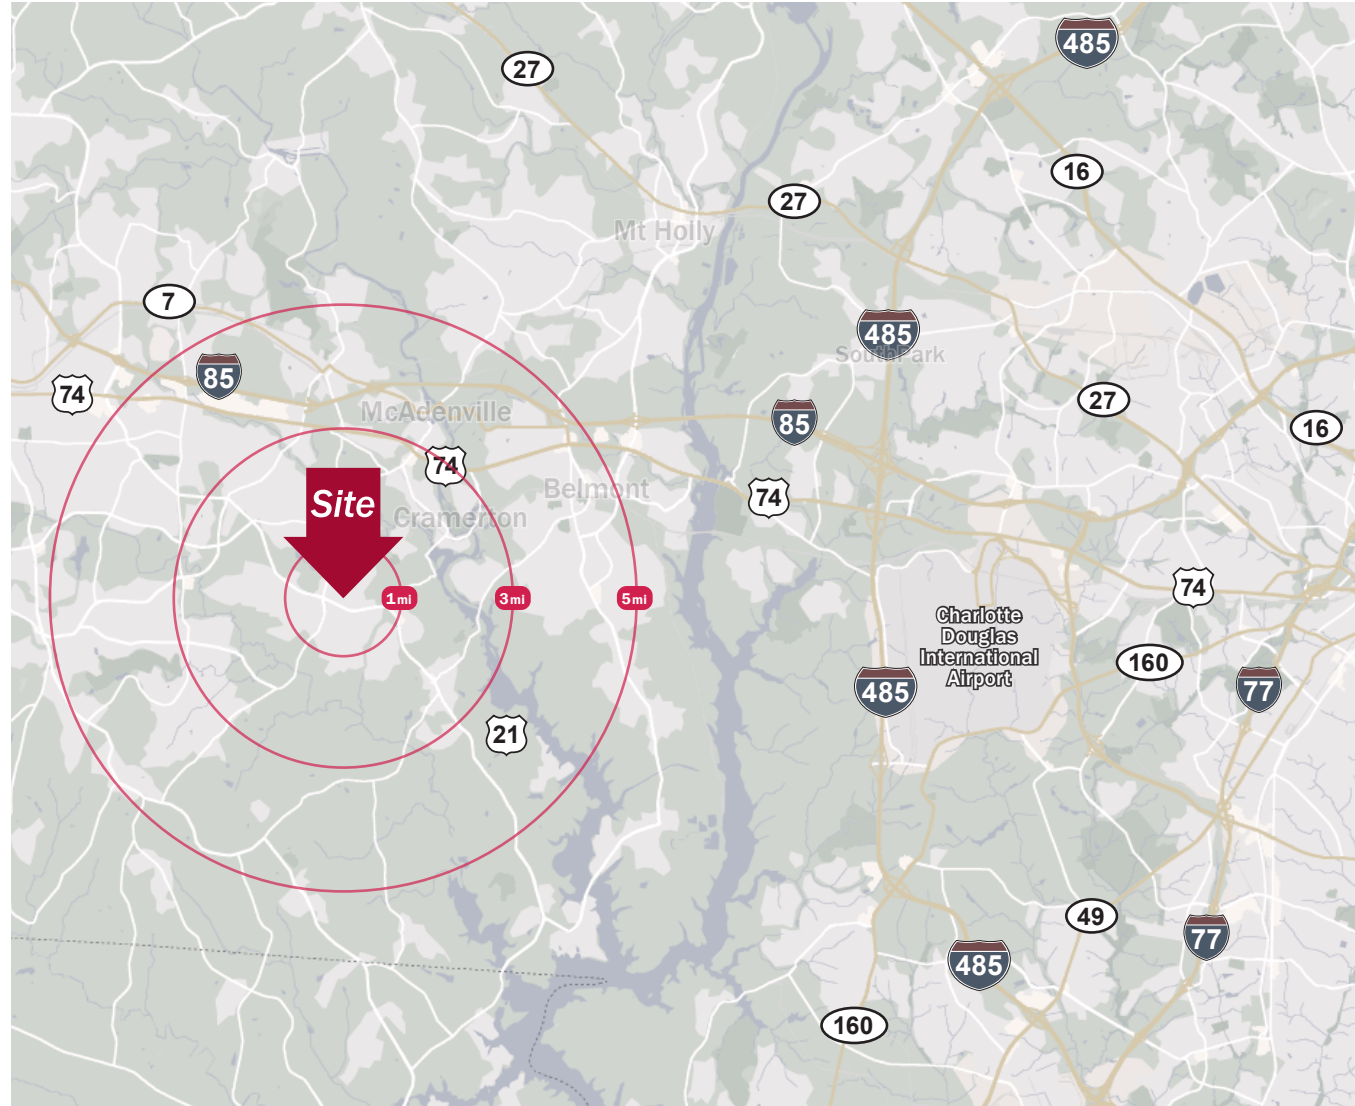 485
27
16
27
Mt Holly
7
485
SouthPark
85
74
27
McAdenville
85
16
74
Belmont
74
Site
Cramerton
74
1mi
3mi
5mi
Charlotte
Douglas
International
Airport
160
485
77
21
49
77
485
160